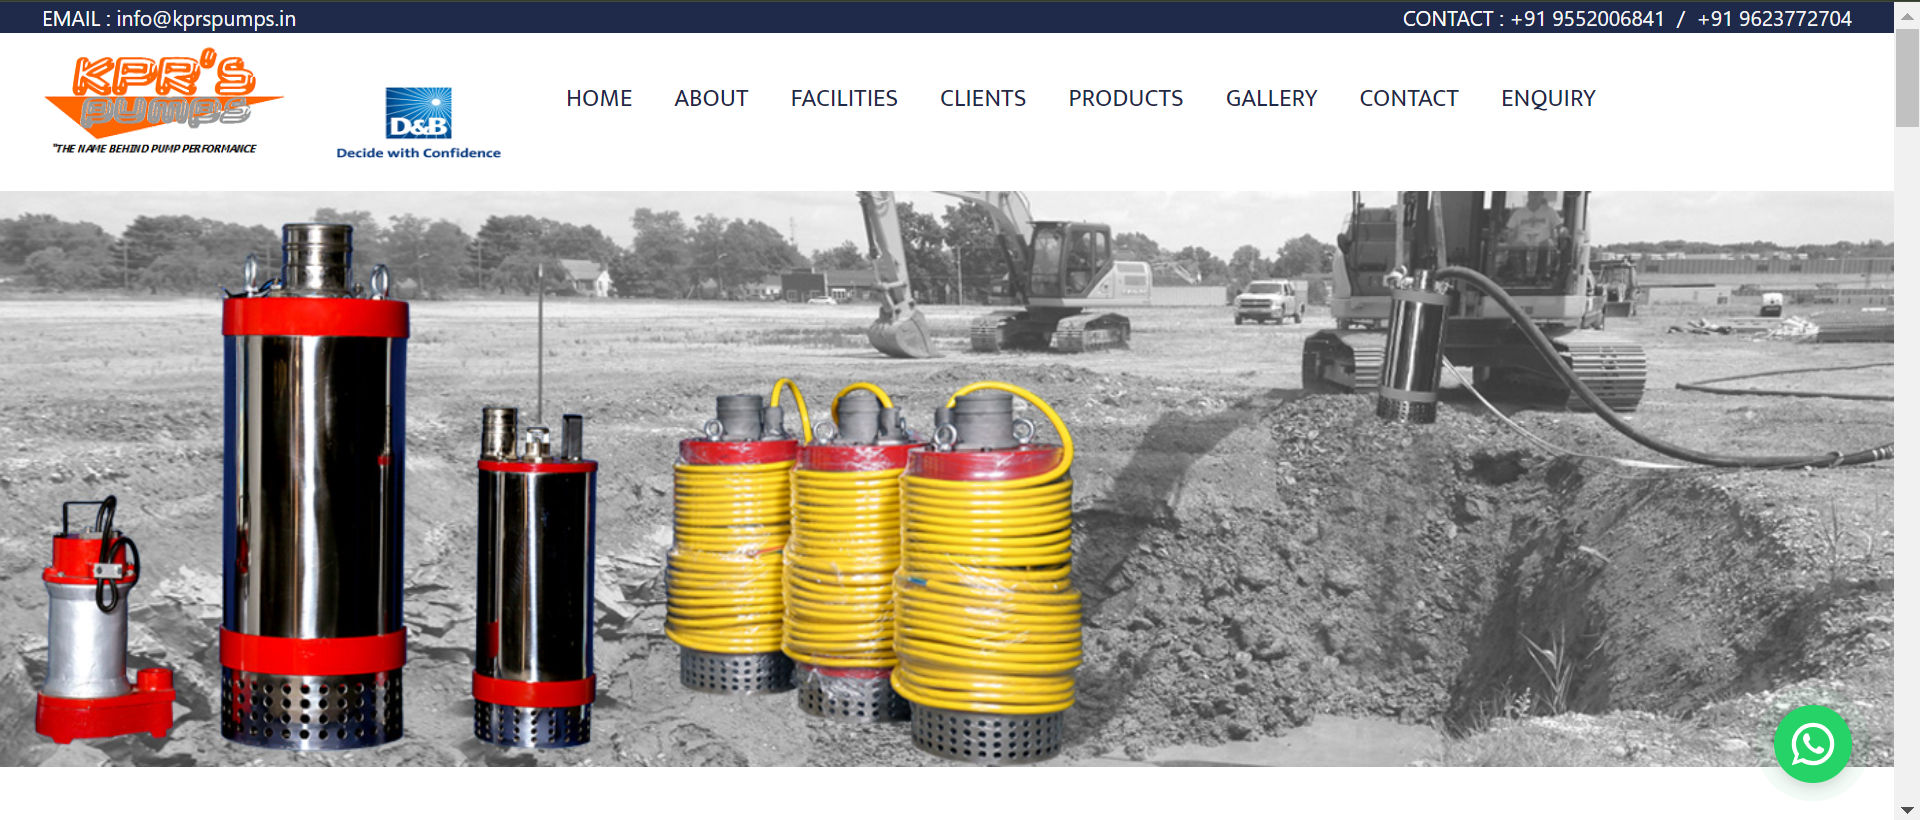 EMAIL : info@kprspumps.in
CONTACT : +91 9552006841 / +91 9623772704
KPR'S
PUMPS
"THE NAME BEHIND PUMP PERFORMANCE
D&B
Decide with Confidence
HOME ABOUT FACILITIES CLIENTS PRODUCTS GALLERY CONTACT ENQUIRY